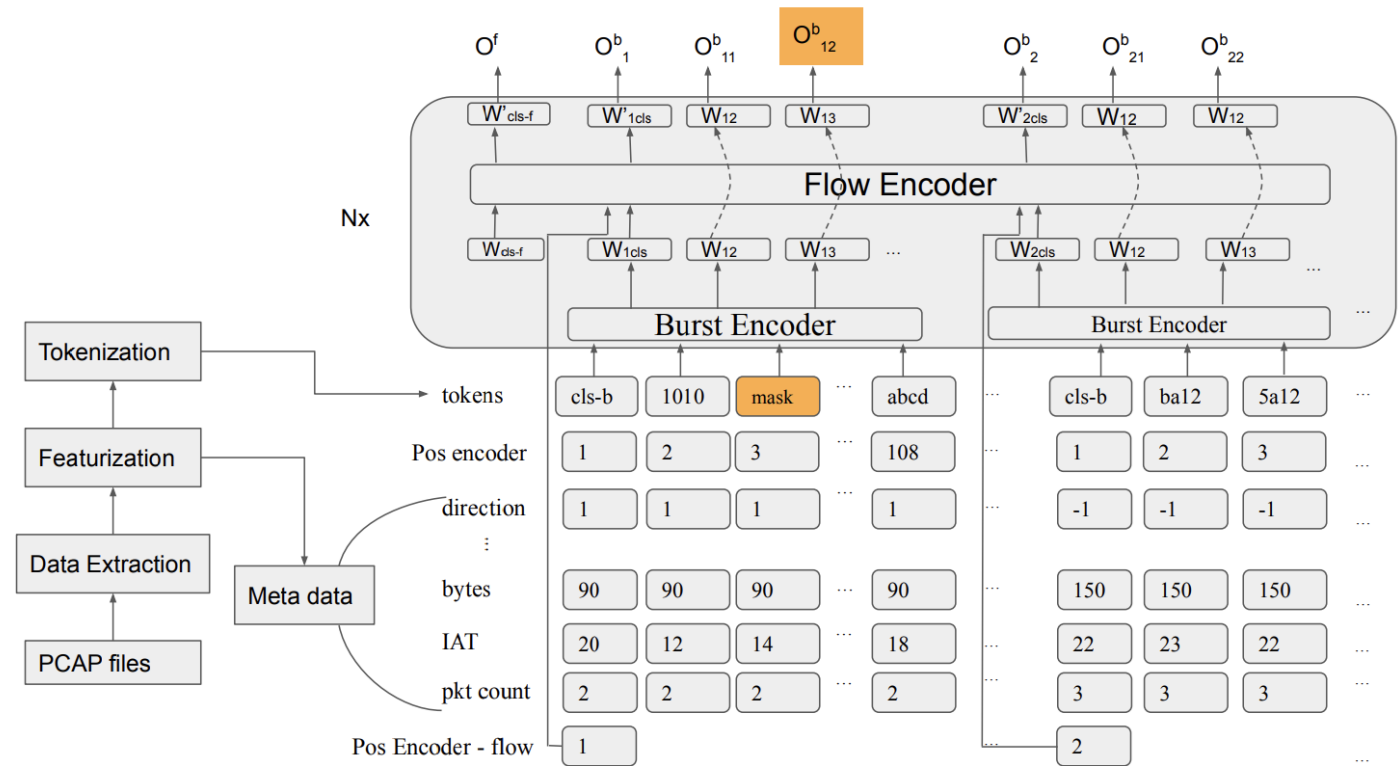 O^f O^b_1 O^b_11 O^b_12 O^b_2 O^b_21 O^b_22
W'cls-f W'1cls W12 W13 W'2cls W12 W12
Flow Encoder
Nx
Wcls-f W1cls W12 W13 ... W2cls W12 W13 ...
Burst Encoder Burst Encoder ...
Tokenization
tokens cls-b 1010 mask ... abcd ... cls-b ba12 5a12 ...
Featurization
Pos encoder 1 2 3 ... 108 ... 1 2 3 ...
direction 1 1 1 ... 1 ... -1 -1 -1 ...
⋮
Data Extraction
Meta data
bytes 90 90 90 ... 90 ... 150 150 150 ...
IAT 20 12 14 ... 18 ... 22 23 22 ...
PCAP files
pkt count 2 2 2 ... 2 ... 3 3 3 ...
Pos Encoder - flow 1 ... 2 ...